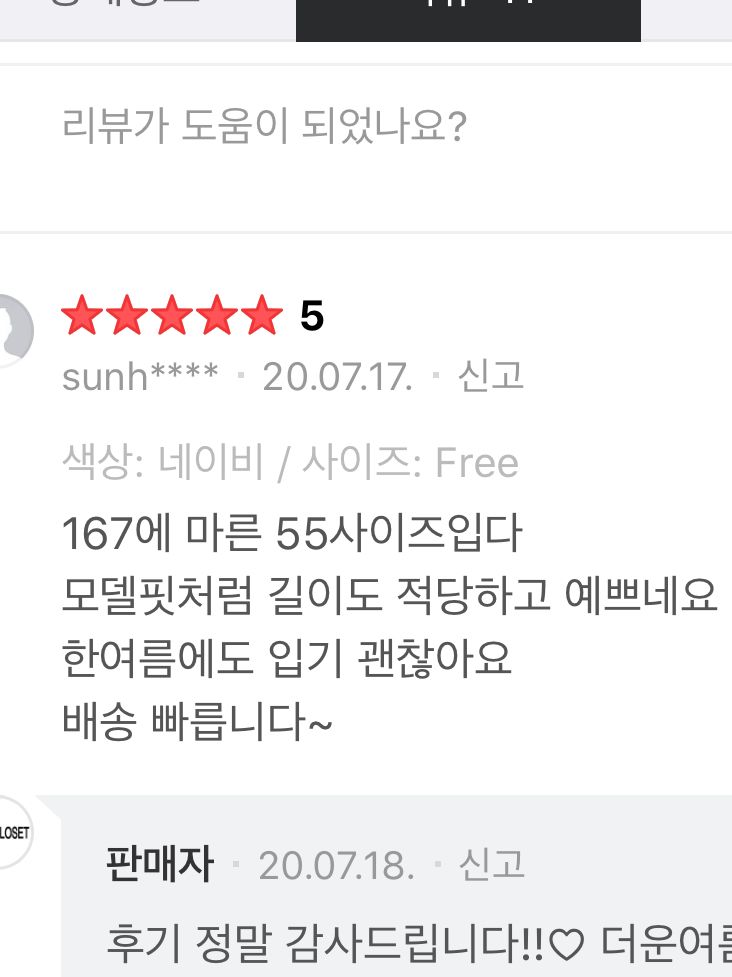 리뷰가 도움이 되었나요?
5
sunh**** · 20.07.17. · 신고
색상: 네이비 / 사이즈: Free
167에 마른 55사이즈입다
모델핏처럼 길이도 적당하고 예쁘네요
한여름에도 입기 괜찮아요
배송 빠릅니다~
LOSET
판매자 · 20.07.18. · 신고
후기 정말 감사드립니다!!♡ 더운여름